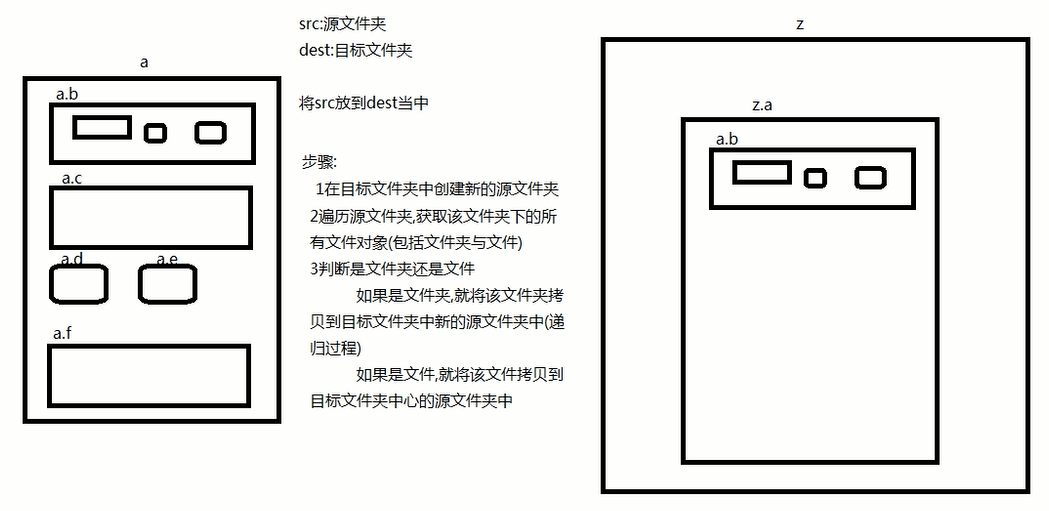 a
a.b
a.c
a.d
a.e
a.f
src:源文件夹
dest:目标文件夹
将src放到dest当中
步骤:
1在目标文件夹中创建新的源文件夹
2遍历源文件夹,获取该文件夹下的所
有文件对象(包括文件夹与文件)
3判断是文件夹还是文件
如果是文件夹,就将该文件夹拷
贝到目标文件夹中新的源文件夹中(递
归过程)
如果是文件,就将该文件拷贝到
目标文件夹中心的源文件夹中
z
z.a
a.b